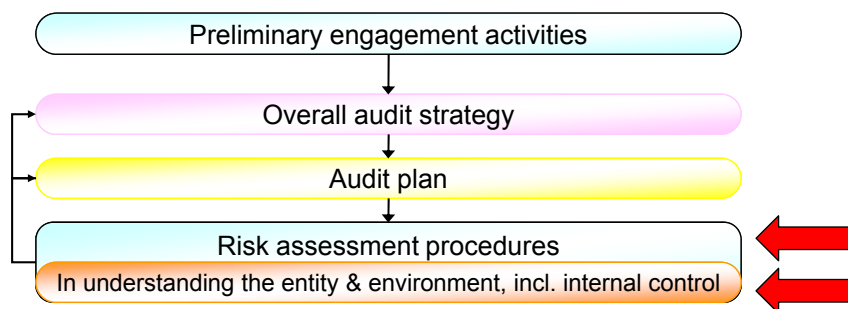 Preliminary engagement activities
Overall audit strategy
Audit plan
Risk assessment procedures
In understanding the entity & environment, incl. internal control